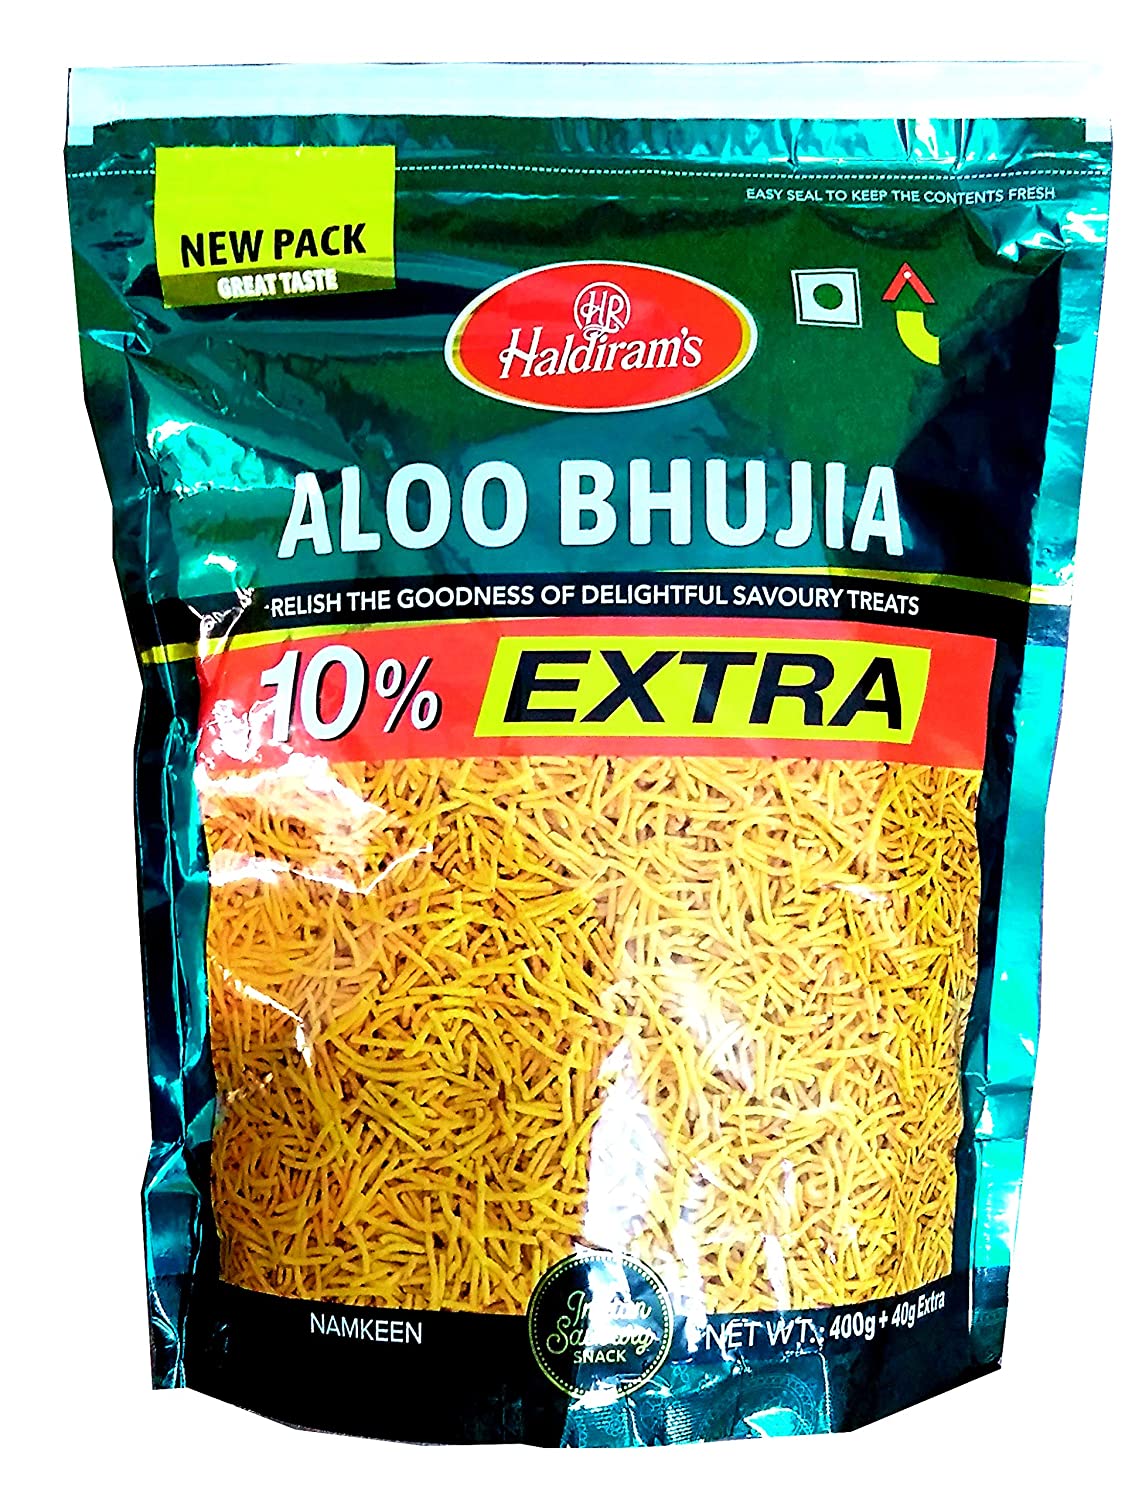 EASY SEAL TO KEEP THE CONTENTS FRESH
NEW PACK
GREAT TASTE
HR
Haldiram's
ALOO BHUJIA
RELISH THE GOODNESS OF DELIGHTFUL SAVOURY TREATS
10% EXTRA
NAMKEEN
Indian
Savoury
SNACK
NET WT.: 400g + 40g Extra